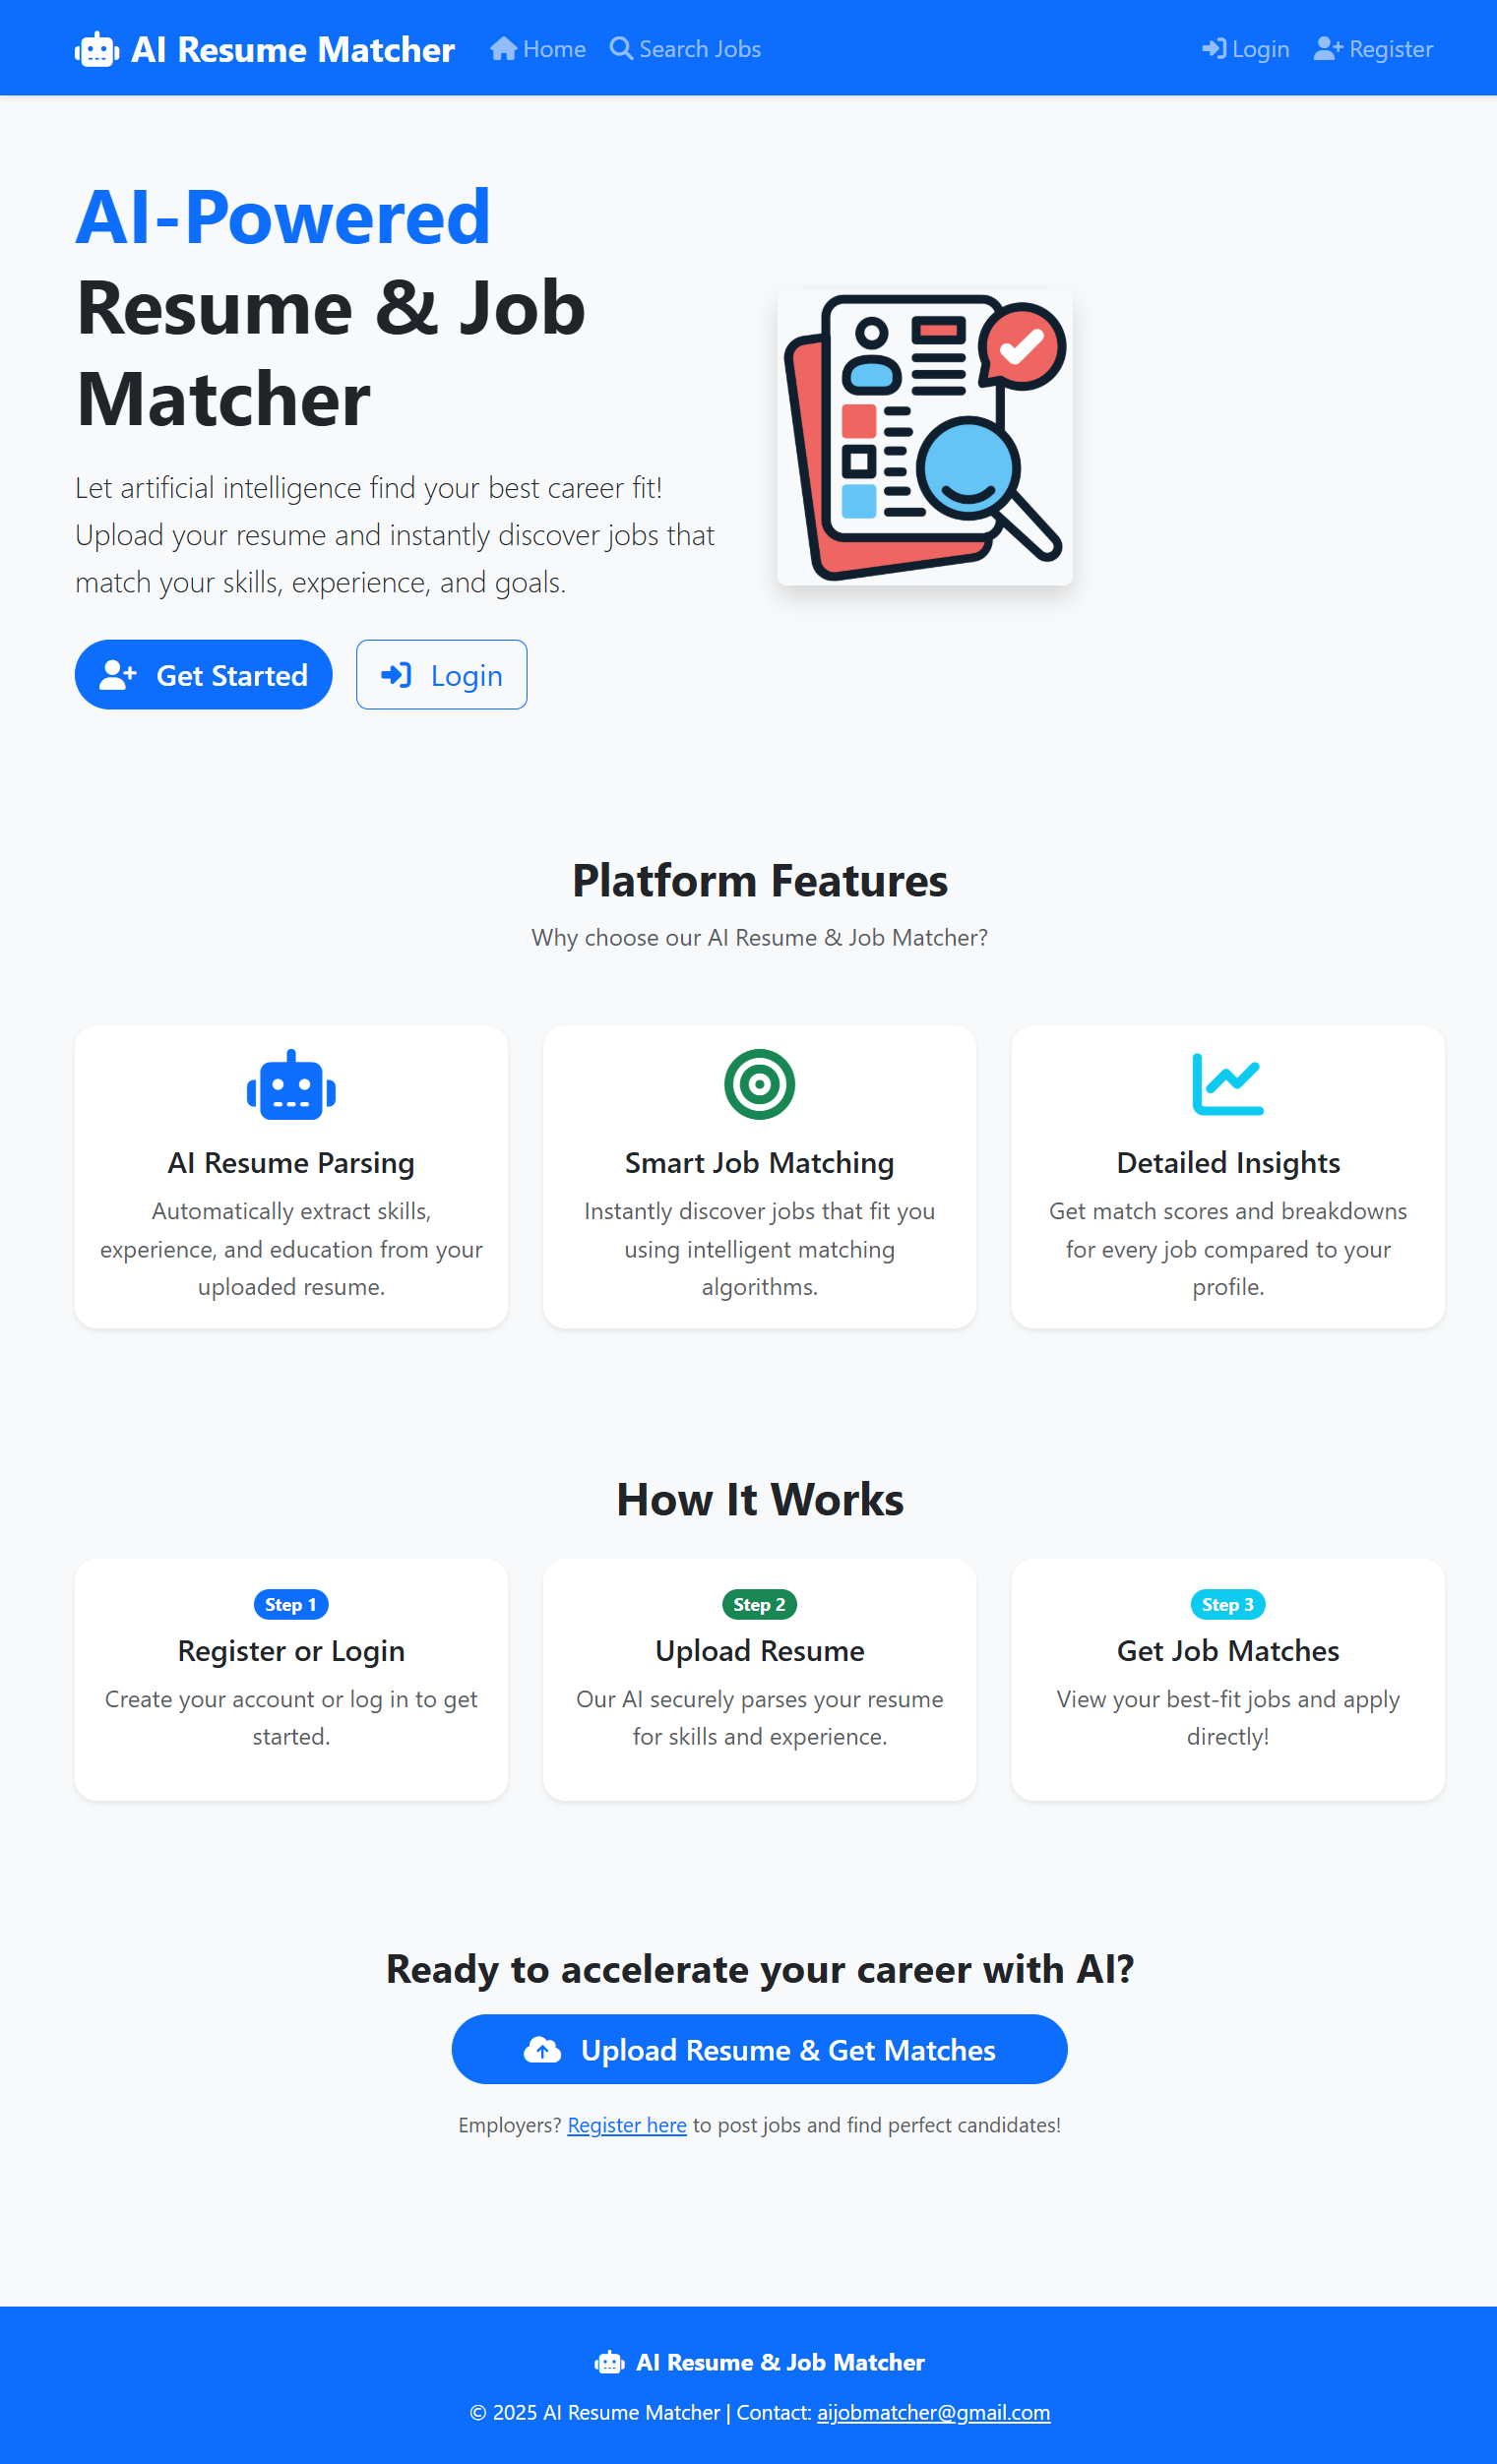 AI Resume Matcher Home Search Jobs Login Register
AI-Powered
Resume & Job
Matcher
Let artificial intelligence find your best career fit!
Upload your resume and instantly discover jobs that
match your skills, experience, and goals.
Get Started Login
Platform Features
Why choose our AI Resume & Job Matcher?
AI Resume Parsing
Automatically extract skills,
experience, and education from your
uploaded resume.
Smart Job Matching
Instantly discover jobs that fit you
using intelligent matching
algorithms.
Detailed Insights
Get match scores and breakdowns
for every job compared to your
profile.
How It Works
Step 1
Register or Login
Create your account or log in to get
started.
Step 2
Upload Resume
Our AI securely parses your resume
for skills and experience.
Step 3
Get Job Matches
View your best-fit jobs and apply
directly!
Ready to accelerate your career with AI?
Upload Resume & Get Matches
Employers? Register here to post jobs and find perfect candidates!
AI Resume & Job Matcher
© 2025 AI Resume Matcher | Contact: aijobmatcher@gmail.com